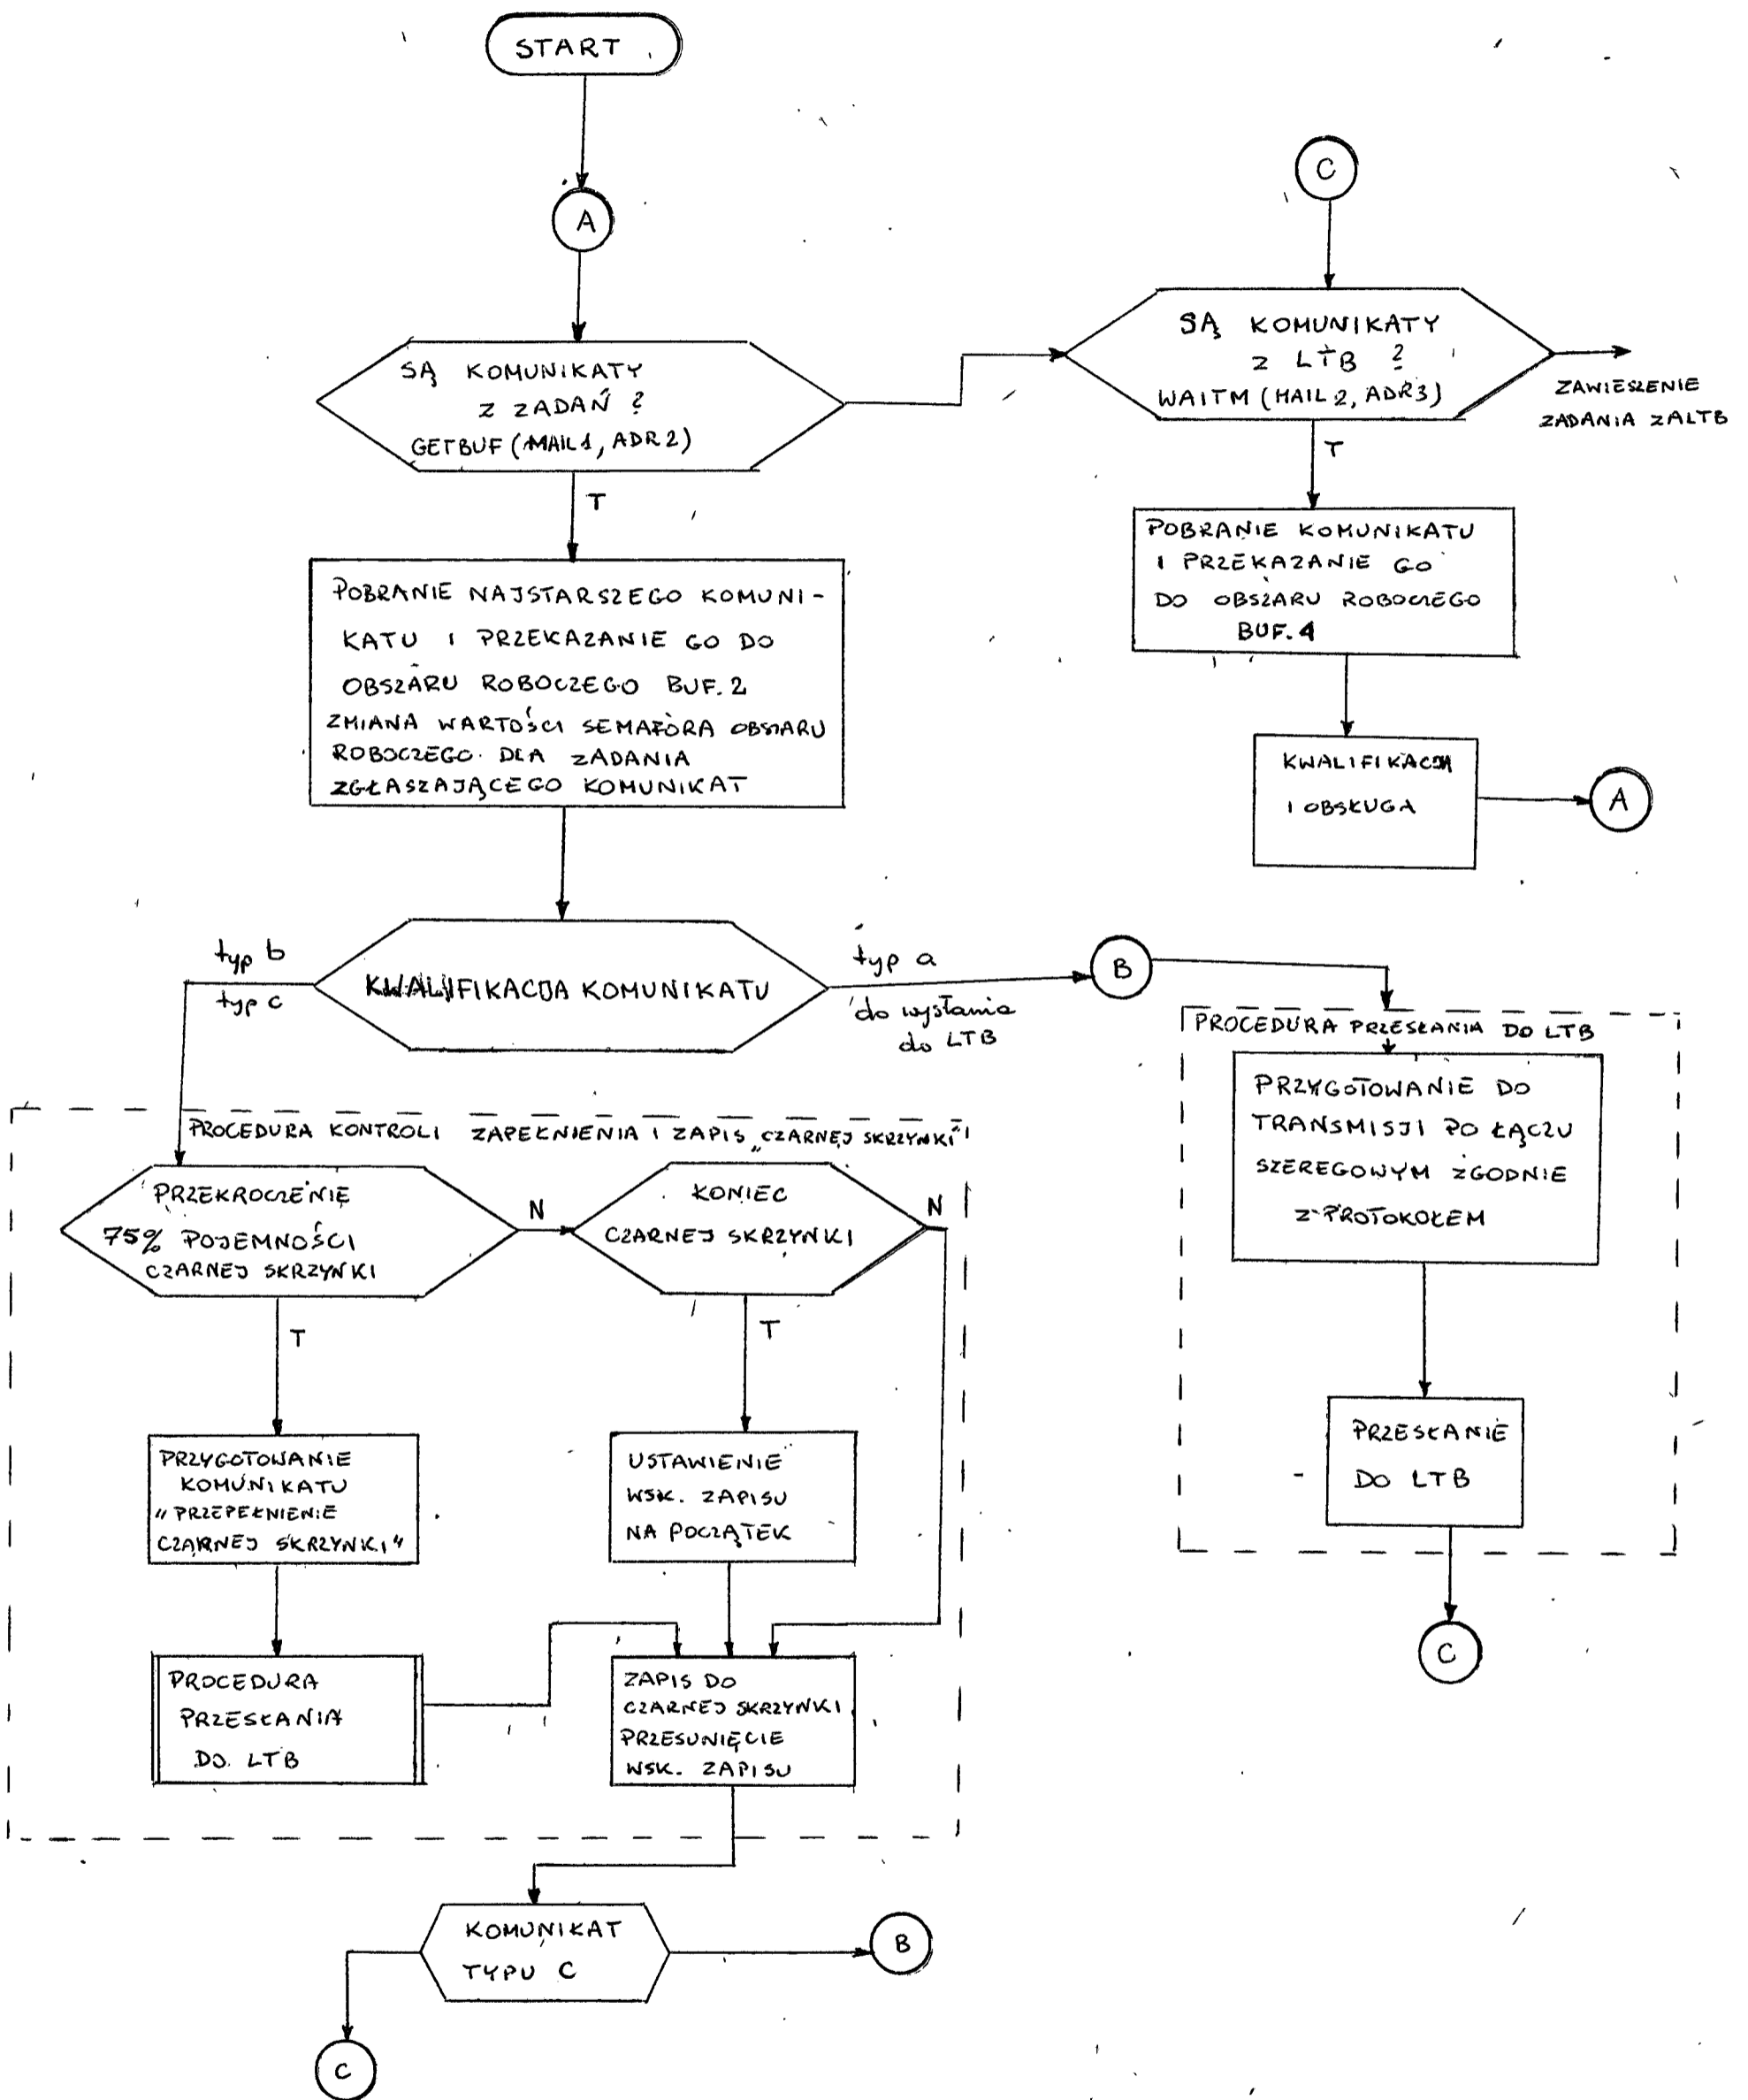 START
A
SĄ KOMUNIKATY
Z ZADAŃ ?
GETBUF (MAIL1, ADR2)
T
POBRANIE NAJSTARSZEGO KOMUNI-
KATU I PRZEKAZANIE GO DO
OBSZARU ROBOCZEGO BUF. 2
ZMIANA WARTOŚCI SEMAFORA OBSZARU
ROBOCZEGO DLA ZADANIA
ZGŁASZAJĄCEGO KOMUNIKAT
C
SĄ KOMUNIKATY
Z LTB ?
WAITM (MAIL 2, ADR3)
ZAWIESZENIE
ZADANIA ZALTB
T
POBRANIE KOMUNIKATU
I PRZEKAZANIE GO
DO OBSZARU ROBOCZEGO
BUF. 4
KWALIFIKACJA
I OBSŁUGA
A
KWALIFIKACJA KOMUNIKATU
typ b
typ c
typ a
do wysłania
do LTB
B
PROCEDURA PRZESŁANIA DO LTB
PRZYGOTOWANIE DO
TRANSMISJI PO ŁĄCZU
SZEREGOWYM ZGODNIE
Z PROTOKOŁEM
PRZESŁANIE
DO LTB
C
PROCEDURA KONTROLI ZAPEŁNIENIA I ZAPIS „CZARNEJ SKRZYNKI"
PRZEKROCZENIE
75% POJEMNOŚCI
CZARNEJ SKRZYNKI
N
KONIEC
CZARNEJ SKRZYNKI
N
T
T
PRZYGOTOWANIE
KOMUNIKATU
"PRZEPEŁNIENIE
CZARNEJ SKRZYNKI"
USTAWIENIE
WSK. ZAPISU
NA POCZĄTEK
PROCEDURA
PRZESŁANIA
DO LTB
ZAPIS DO
CZARNEJ SKRZYNKI
PRZESUNIĘCIE
WSK. ZAPISU
KOMUNIKAT
TYPU C
B
C